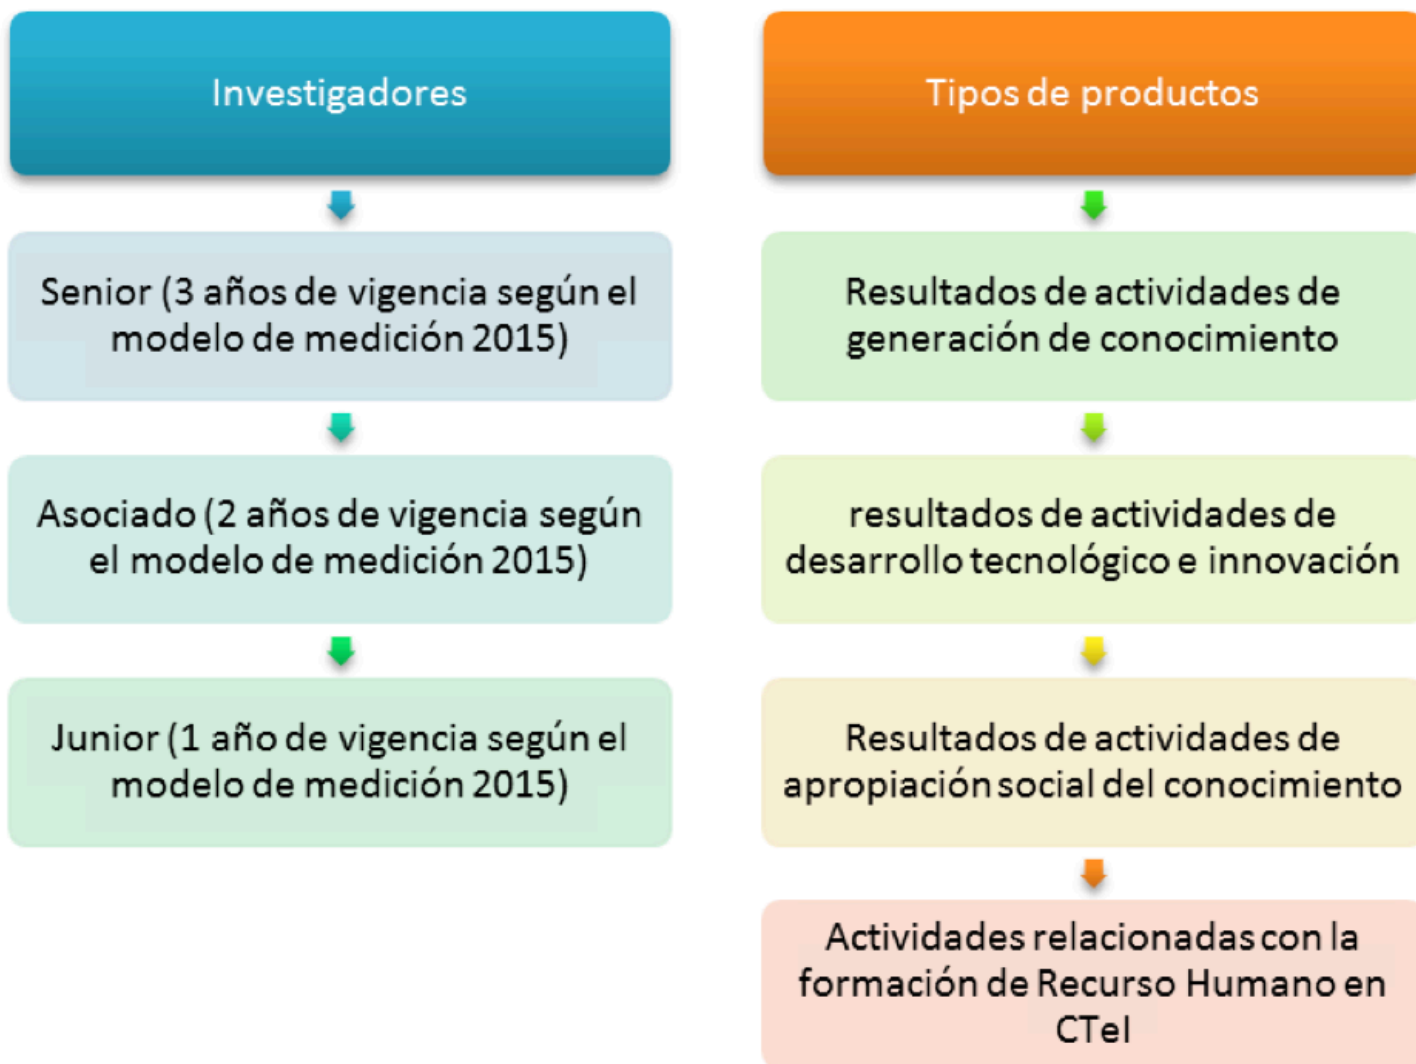 Investigadores
Senior (3 años de vigencia según el
modelo de medición 2015)
Asociado (2 años de vigencia según
el modelo de medición 2015)
Junior (1 año de vigencia según el
modelo de medición 2015)
Tipos de productos
Resultados de actividades de
generación de conocimiento
resultados de actividades de
desarrollo tecnológico e innovación
Resultados de actividades de
apropiación social del conocimiento
Actividades relacionadas con la
formación de Recurso Humano en
CTeI